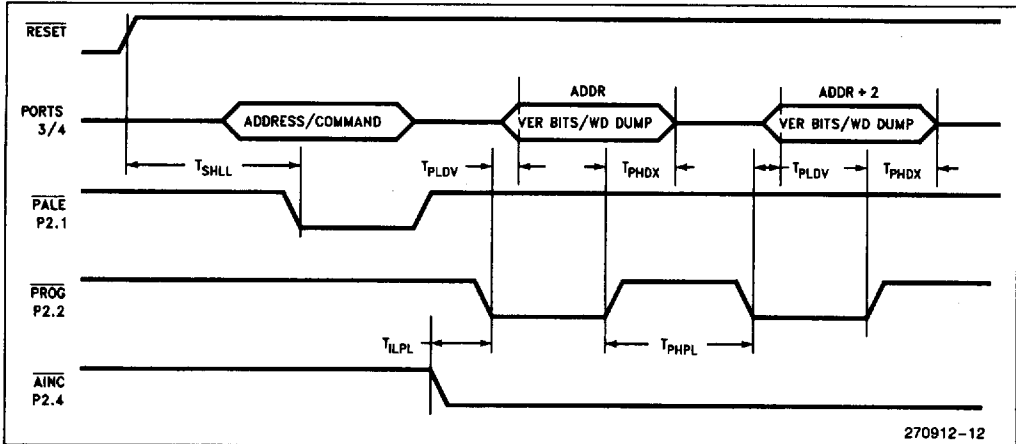 RESET
PORTS
3/4
ADDRESS/COMMAND
ADDR
VER BITS/WD DUMP
ADDR + 2
VER BITS/WD DUMP
TSHLL
TPLDV
TPHDX
TPLDV
TPHDX
PALE
P2.1
PROG
P2.2
TILPL
TPHPL
AINC
P2.4
270912-12